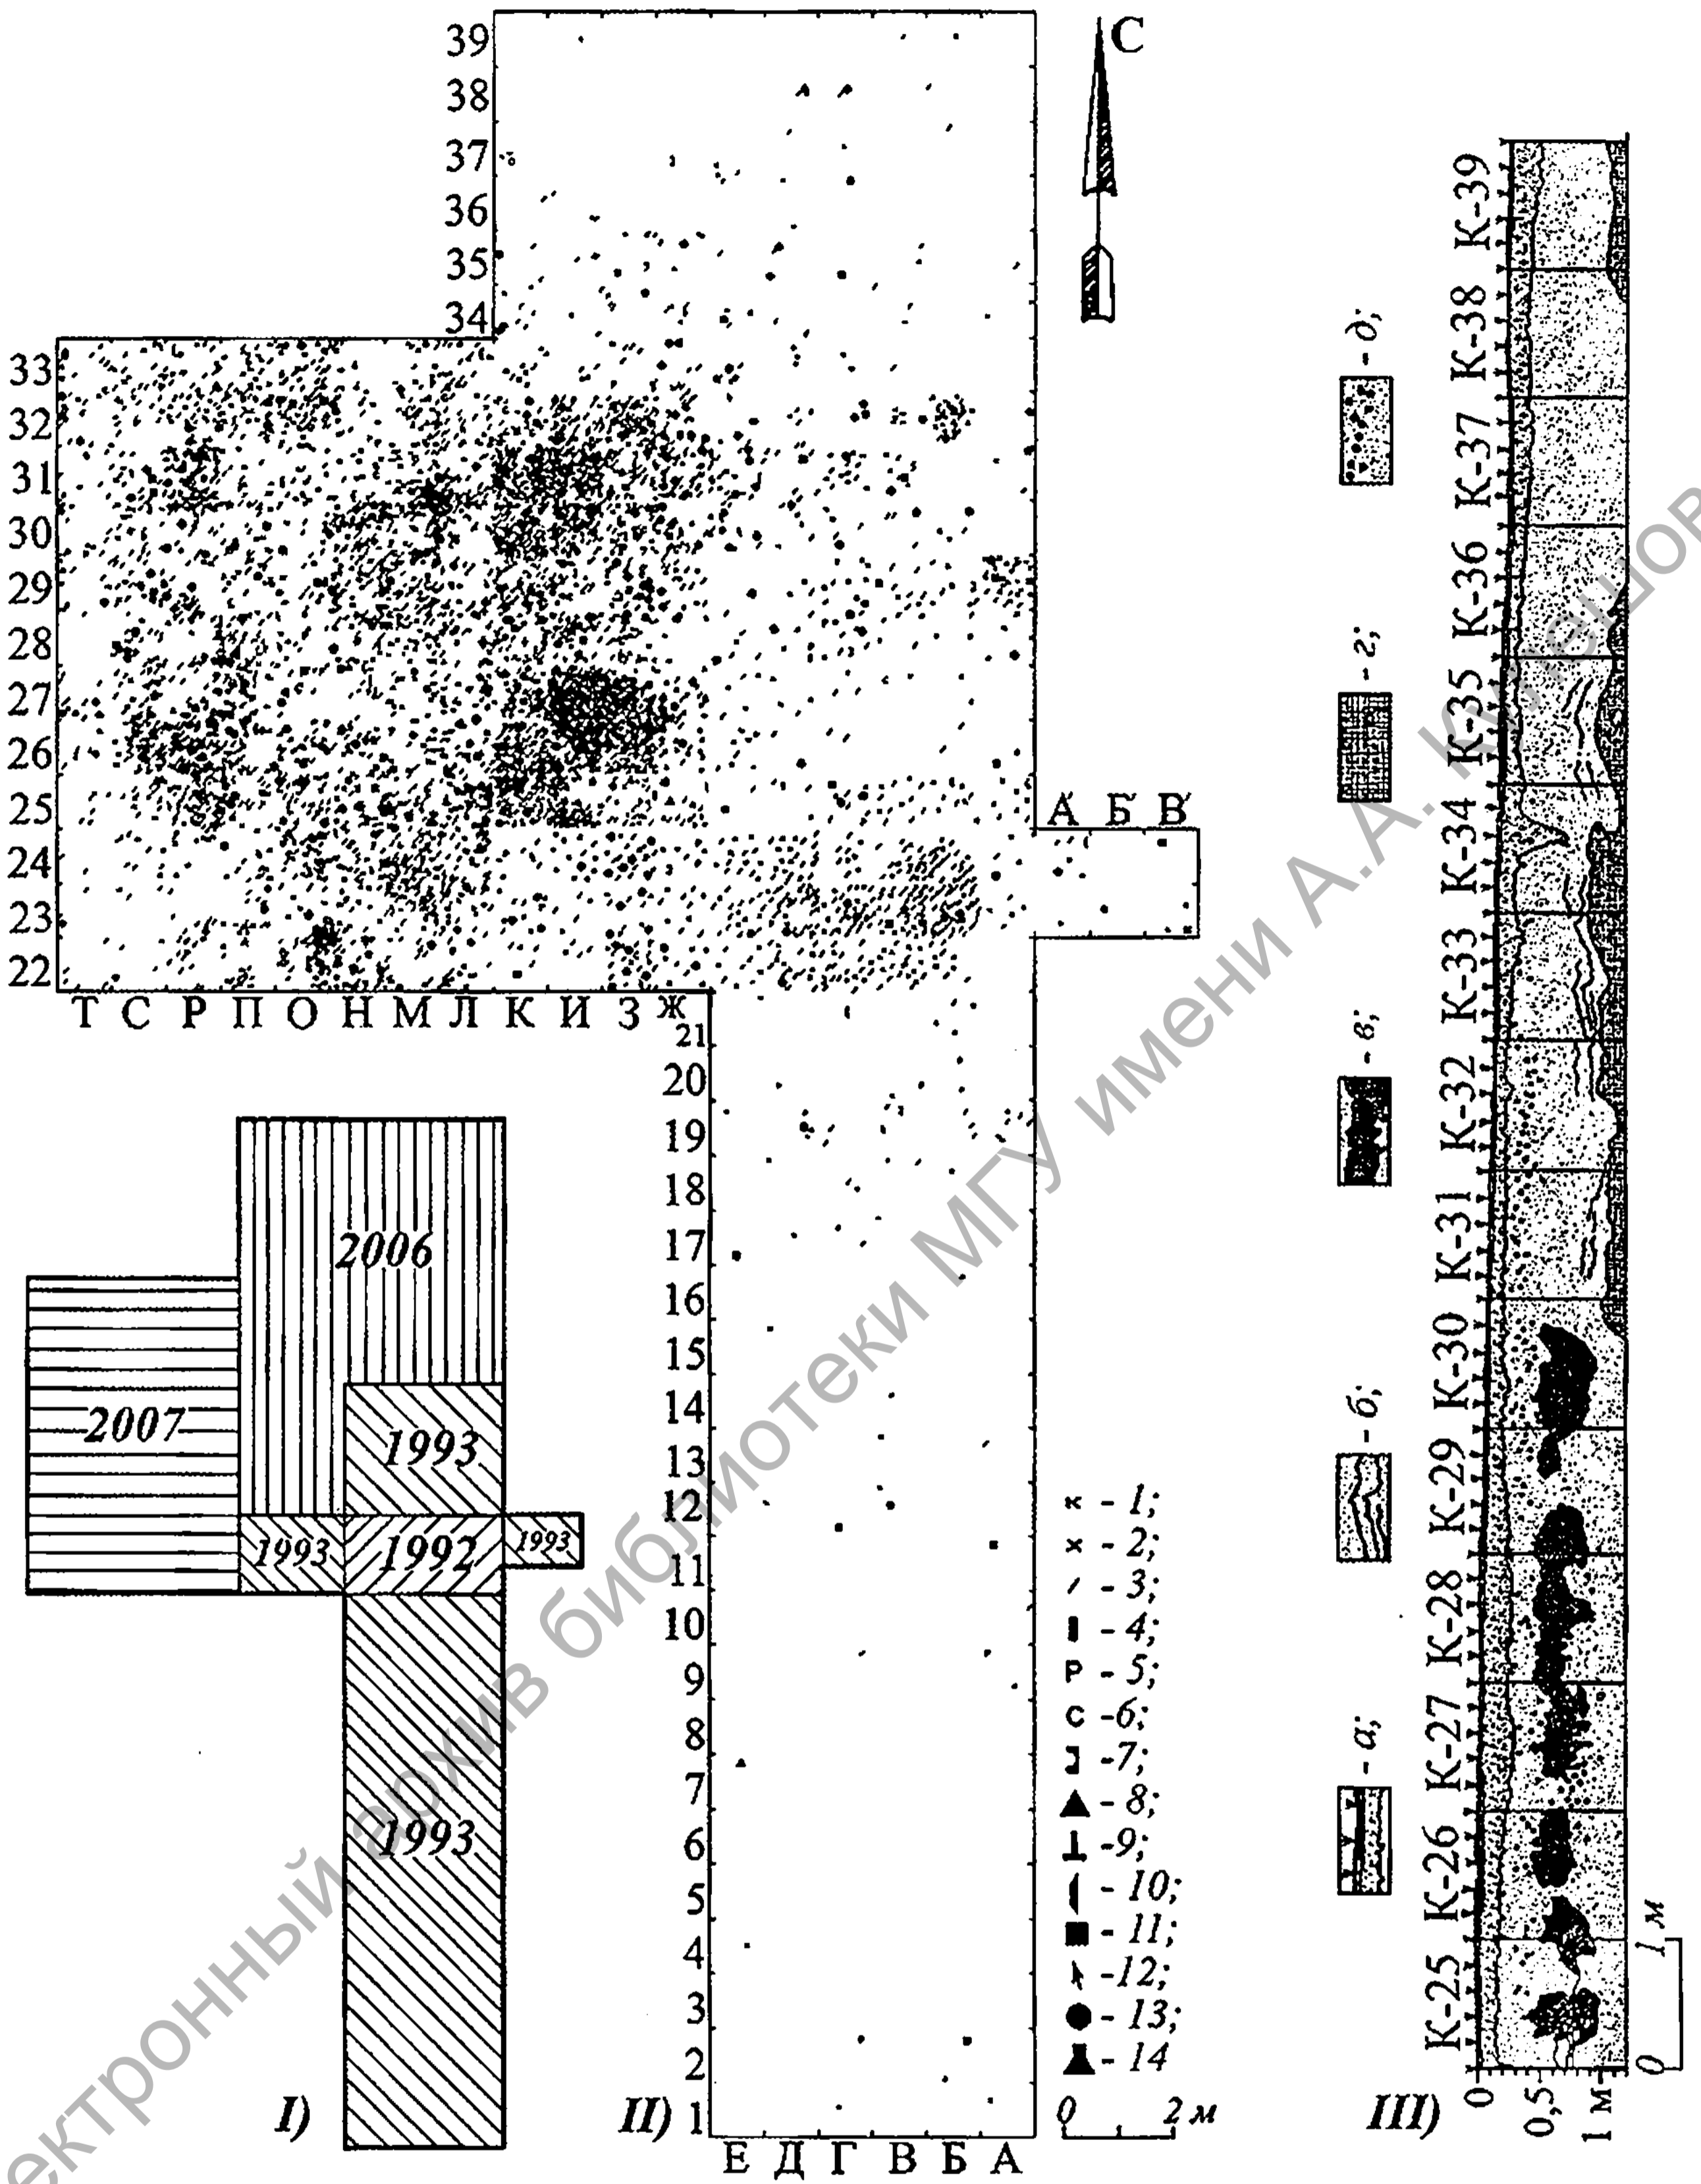 39
38
37
36
35
34
33
32
31
30
29
28
27
26
25
24
23
22
С
А́ Б́ В́
Т С Р П О Н М Л К И З Ж
21
20
19
18
17
16
15
14
13
12
11
10
9
8
7
6
5
4
3
2
1
Е Д Г В Б А
2006
2007
1993
1993 1992 1993
1993
I)
II)
- 1;
- 2;
- 3;
- 4;
Р - 5;
С -6;
- 7;
- 8;
-9;
- 10;
- 11;
-12;
- 13;
- 14
0 2 м
- д;
- г;
- в;
- б;
- а;
К-39
К-38
К-37
К-36
К-35
К-34
К-33
К-32
К-31
К-30
К-29
К-28
К-27
К-26
К-25
0 1 м
0
0,5
1 м
III)
ектронный архив библиотеки МГУ имени А.А. Кулешов